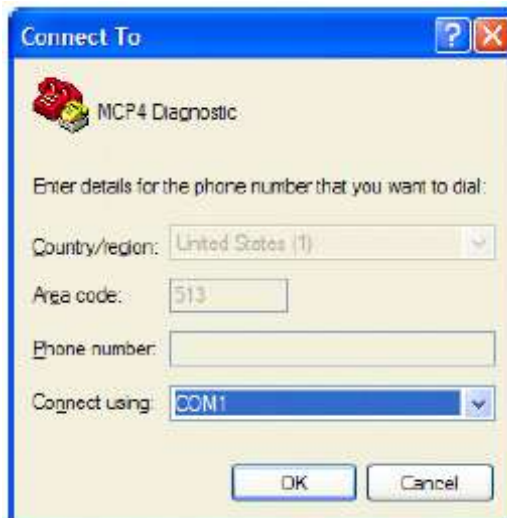 Connect To
MCP4 Diagnostic
Enter details for the phone number that you want to dial:
Country/region: United States (1)
Area code: 513
Phone number:
Connect using: COM1
OK Cancel